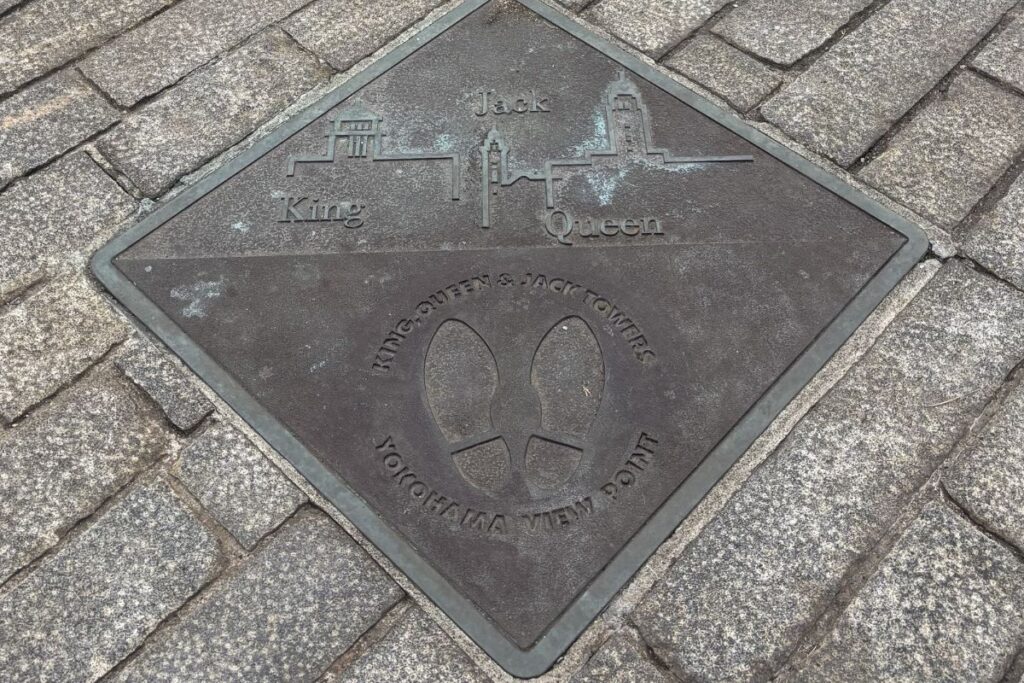 Jack
King
Queen
KING, QUEEN & JACK TOWERS
YOKOHAMA VIEW POINT